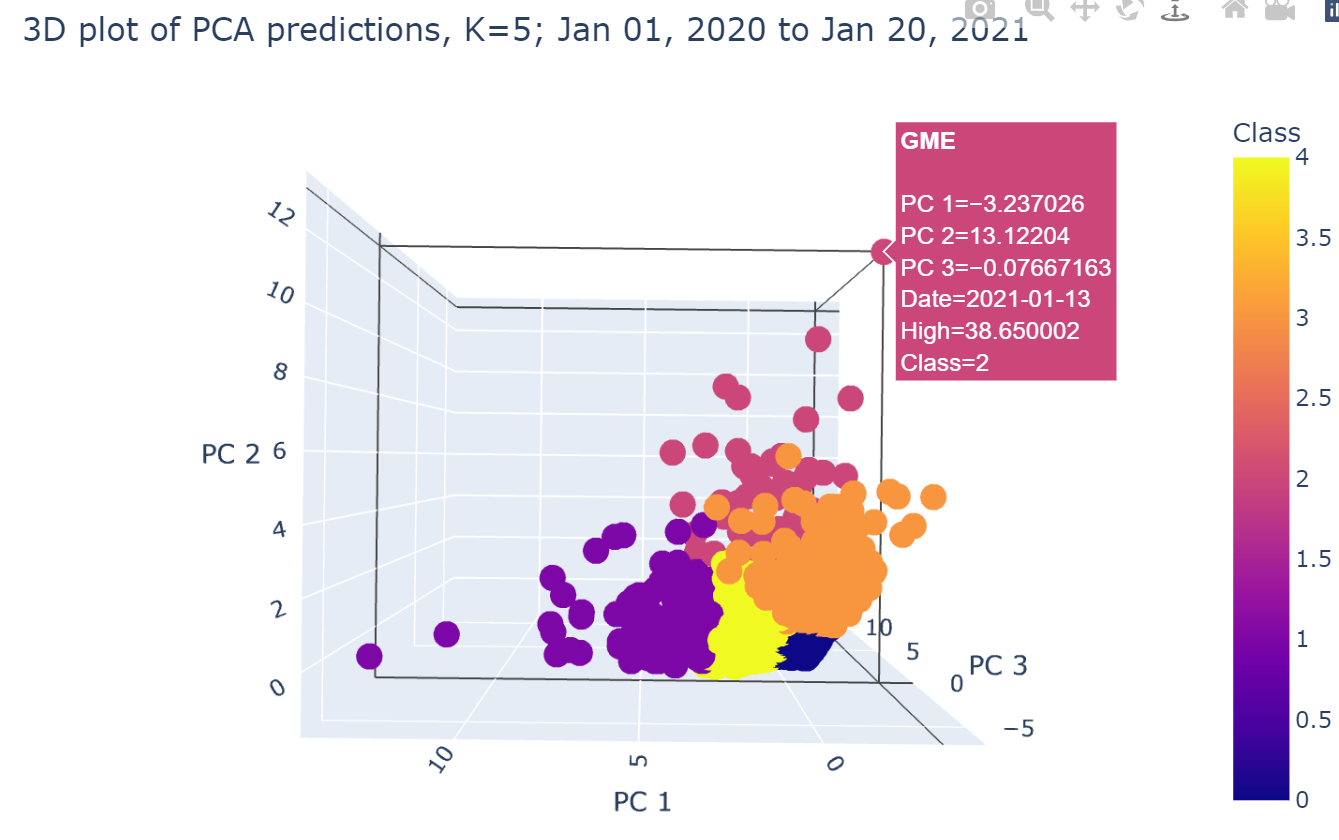 3D plot of PCA predictions, K=5; Jan 01, 2020 to Jan 20, 2021
GME
PC 1=−3.237026
PC 2=13.12204
PC 3=−0.07667163
Date=2021-01-13
High=38.650002
Class=2
Class
4
3.5
3
2.5
2
1.5
1
0.5
0
12
10
8
PC 2
6
4
2
0
10
5
0
PC 1
10
5
0
−5
PC 3